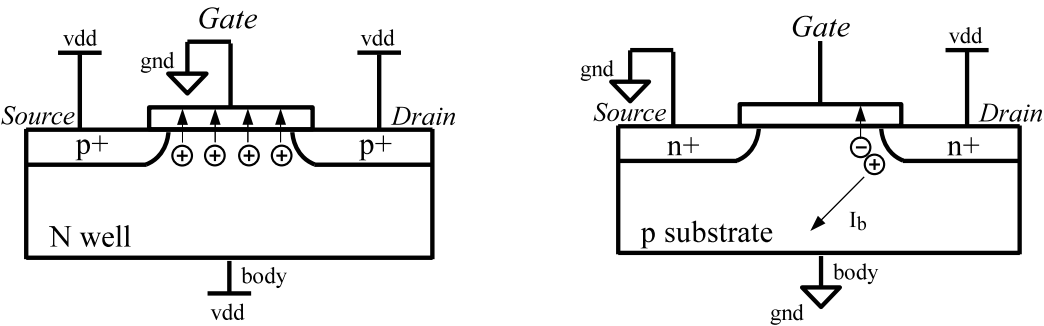 Gate
vdd
vdd
gnd
Source
Drain
p+
p+
+ + + +
N well
body
vdd
Gate
vdd
gnd
Source
Drain
n+
n+
−
+
Ib
p substrate
body
gnd